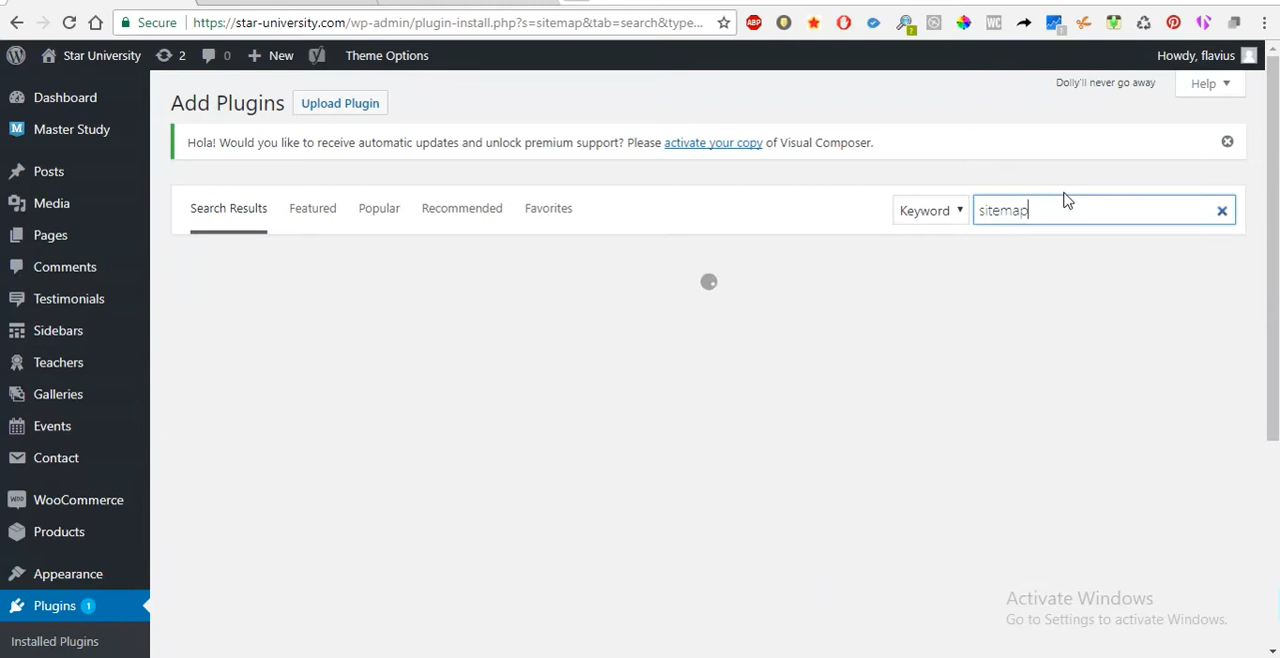 Secure https://star-university.com/wp-admin/plugin-install.php?s=sitemap&tab=search&type...
Star University 2 0 New Theme Options Howdy, flavius
Dashboard
Master Study
Posts
Media
Pages
Comments
Testimonials
Sidebars
Teachers
Galleries
Events
Contact
WooCommerce
Products
Appearance
Plugins 1
Installed Plugins
Dolly'll never go away
Help
Add Plugins Upload Plugin
Hola! Would you like to receive automatic updates and unlock premium support? Please activate your copy of Visual Composer.
Search Results Featured Popular Recommended Favorites Keyword sitemap
Activate Windows
Go to Settings to activate Windows.